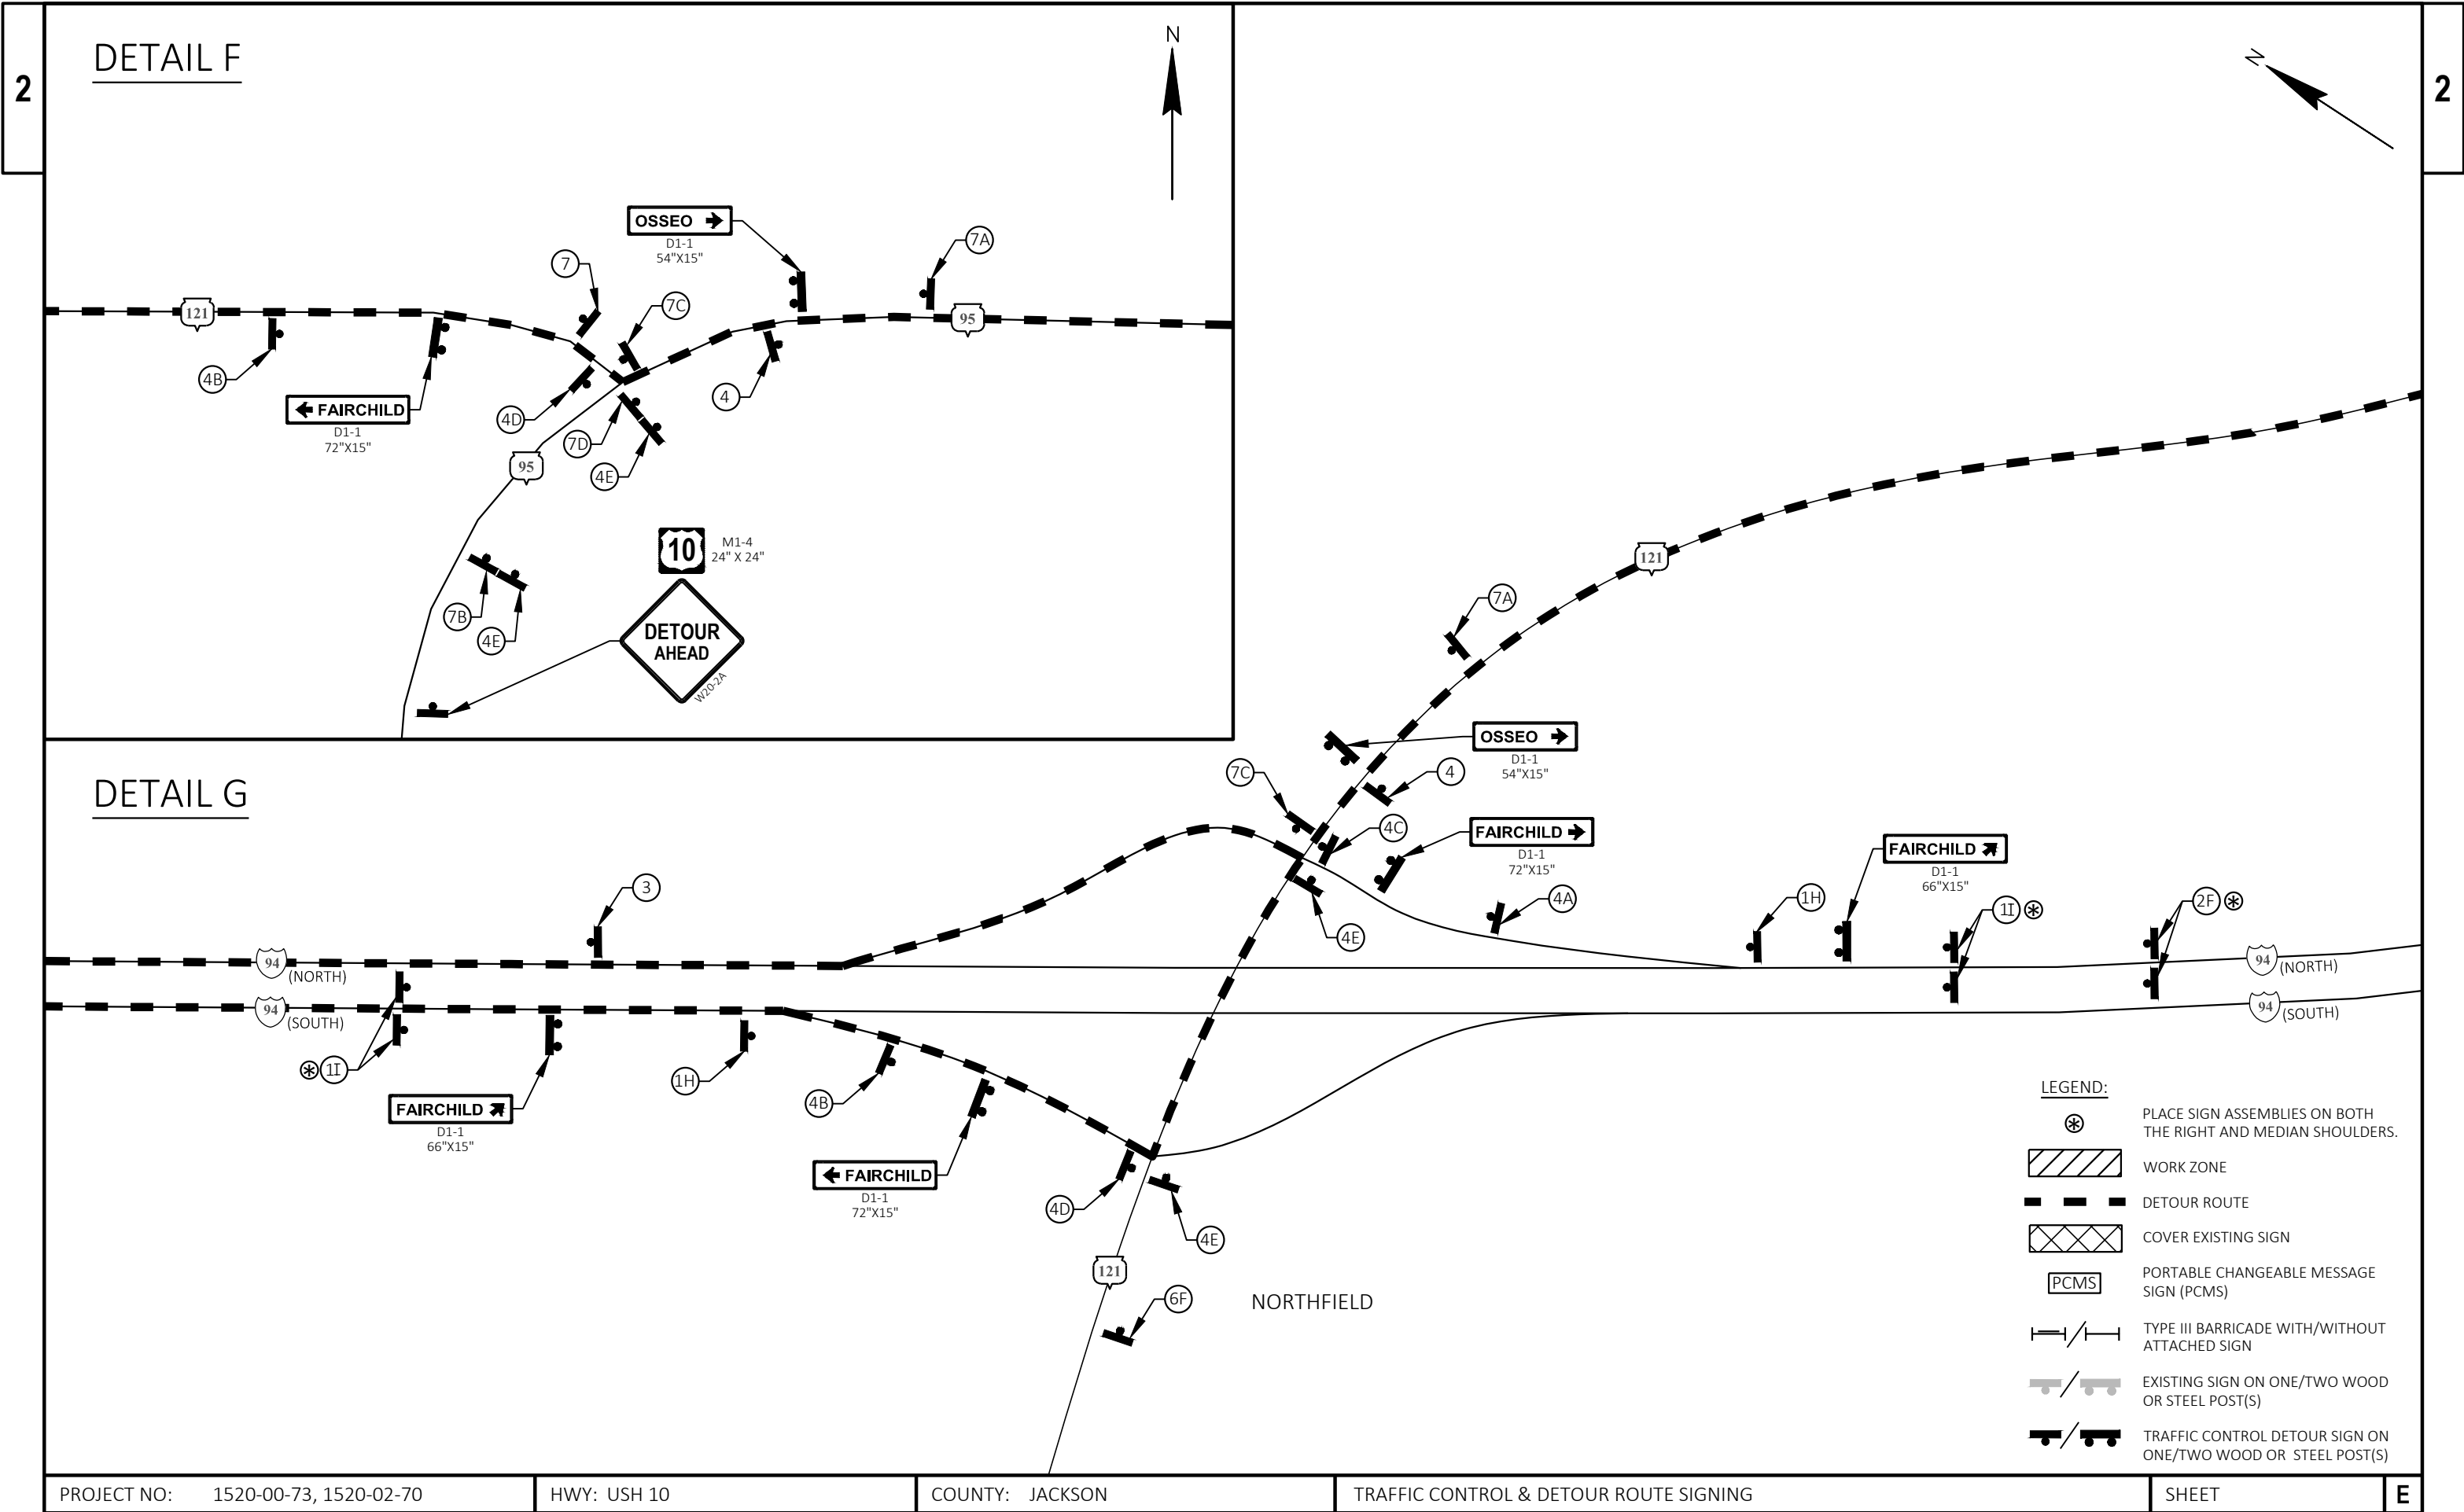 2
2
DETAIL F
N
N
OSSEO
D1-1
54"X15"
7A
7
7C
121
95
4B
FAIRCHILD
D1-1
72"X15"
4D
4
7D
4E
95
10
M1-4
24" X 24"
7B
4E
DETOUR
AHEAD
W20-2A
DETAIL G
121
7A
OSSEO
D1-1
54"X15"
7C
4
4C
FAIRCHILD
D1-1
72"X15"
4A
4E
FAIRCHILD
D1-1
66"X15"
1H
1I
2F
3
94
(NORTH)
94
(SOUTH)
94
(NORTH)
94
(SOUTH)
1I
FAIRCHILD
D1-1
66"X15"
1H
4B
FAIRCHILD
D1-1
72"X15"
4D
4E
121
6F
NORTHFIELD
LEGEND:
PLACE SIGN ASSEMBLIES ON BOTH
THE RIGHT AND MEDIAN SHOULDERS.
WORK ZONE
DETOUR ROUTE
COVER EXISTING SIGN
PCMS
PORTABLE CHANGEABLE MESSAGE
SIGN (PCMS)
TYPE III BARRICADE WITH/WITHOUT
ATTACHED SIGN
EXISTING SIGN ON ONE/TWO WOOD
OR STEEL POST(S)
TRAFFIC CONTROL DETOUR SIGN ON
ONE/TWO WOOD OR STEEL POST(S)
PROJECT NO: 1520-00-73, 1520-02-70
HWY: USH 10
COUNTY: JACKSON
TRAFFIC CONTROL & DETOUR ROUTE SIGNING
SHEET
E